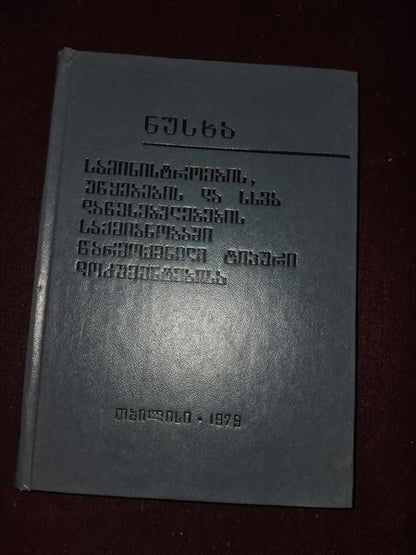 ნუსხა
სამინისტროების,
უწყებების და სხვა
დაწესებულებების
საქმიანობაში
წარმოქმნილი ტიპური
დოკუმენტებისა
თბილისი • 1979